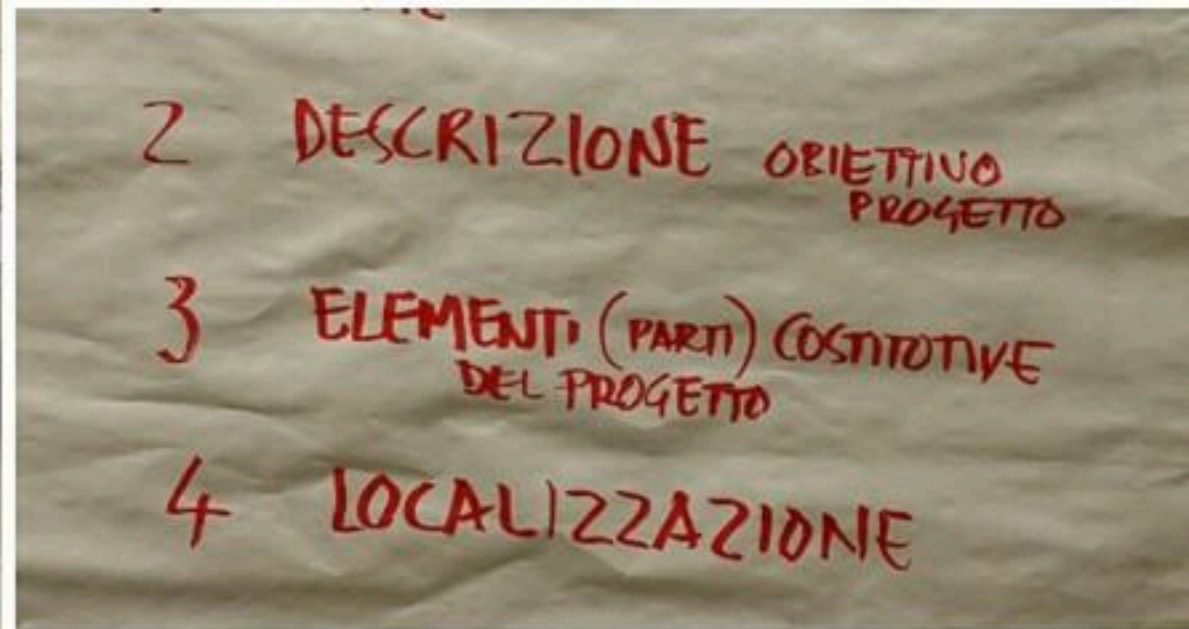 2 DESCRIZIONE OBIETTIVO
PROGETTO
3 ELEMENTI (PARTI) COSTITUTIVE
DEL PROGETTO
4 LOCALIZZAZIONE